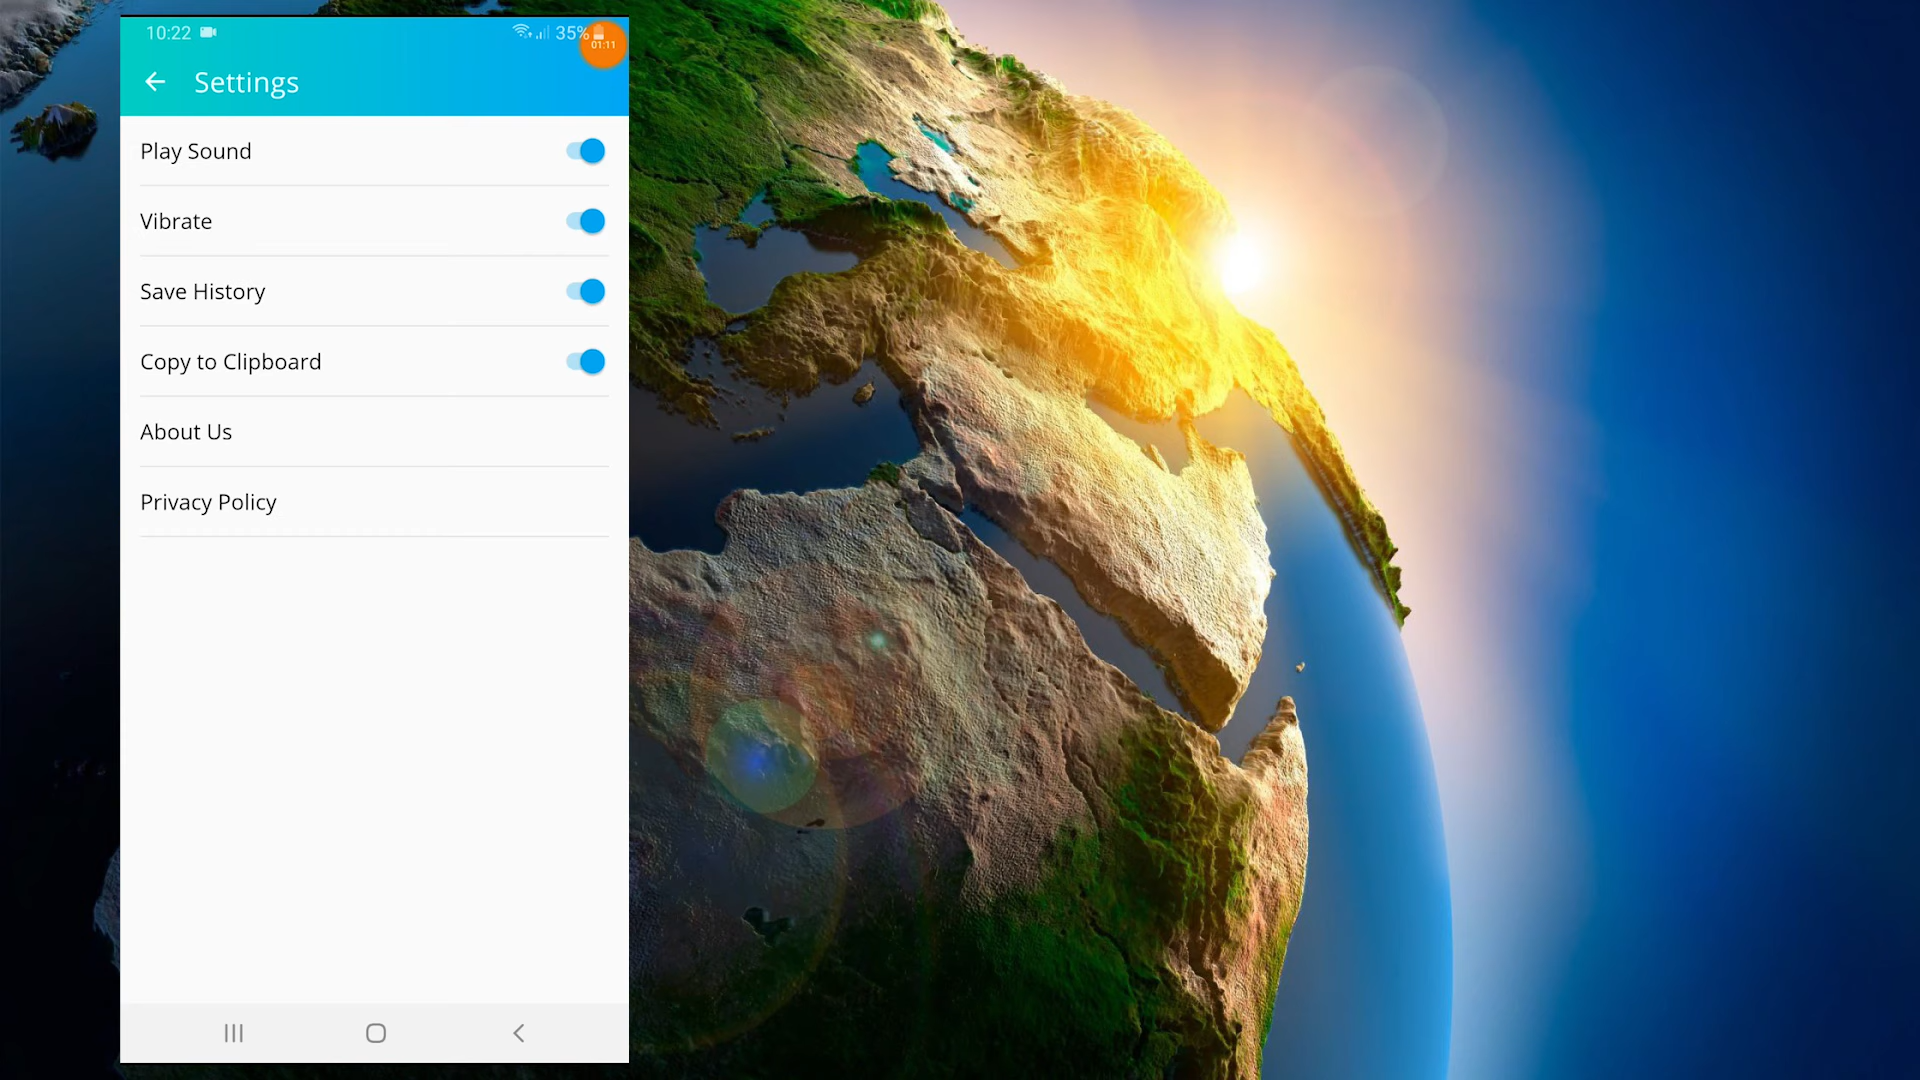 10:22 35%
01:11
Settings
Play Sound
Vibrate
Save History
Copy to Clipboard
About Us
Privacy Policy